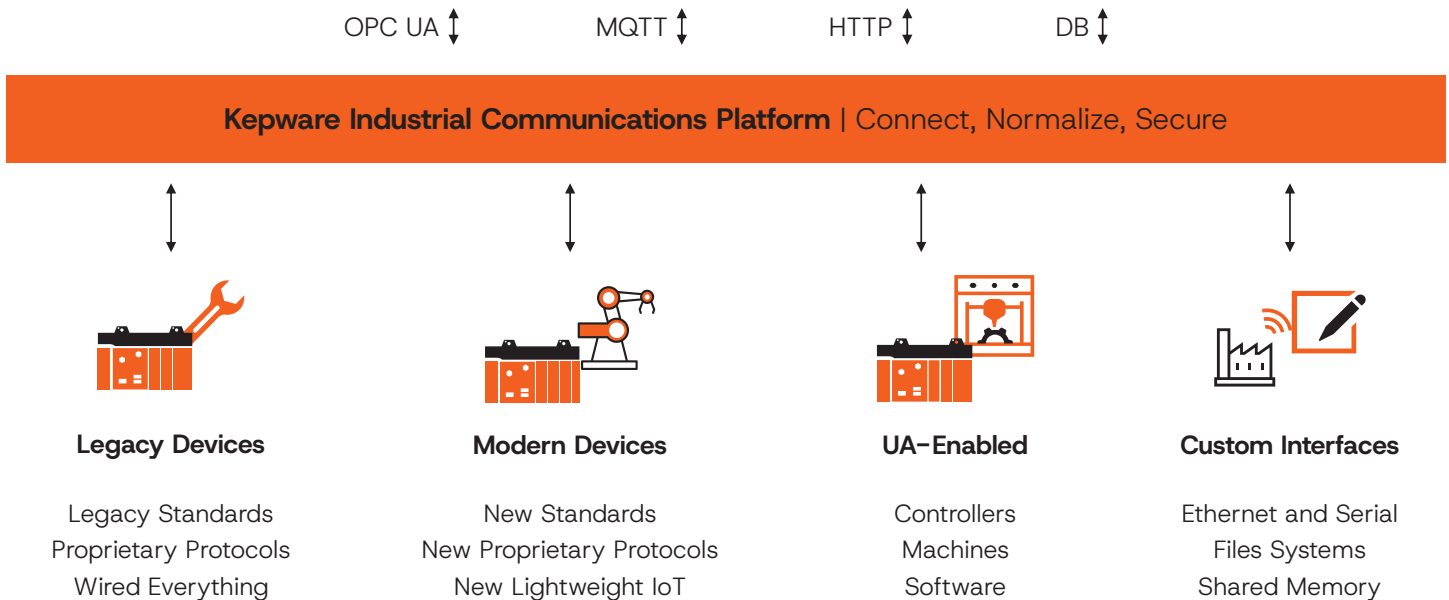 OPC UA MQTT HTTP DB
Kepware Industrial Communications Platform | Connect, Normalize, Secure
Legacy Devices
Legacy Standards
Proprietary Protocols
Wired Everything
Modern Devices
New Standards
New Proprietary Protocols
New Lightweight IoT
UA-Enabled
Controllers
Machines
Software
Custom Interfaces
Ethernet and Serial
Files Systems
Shared Memory